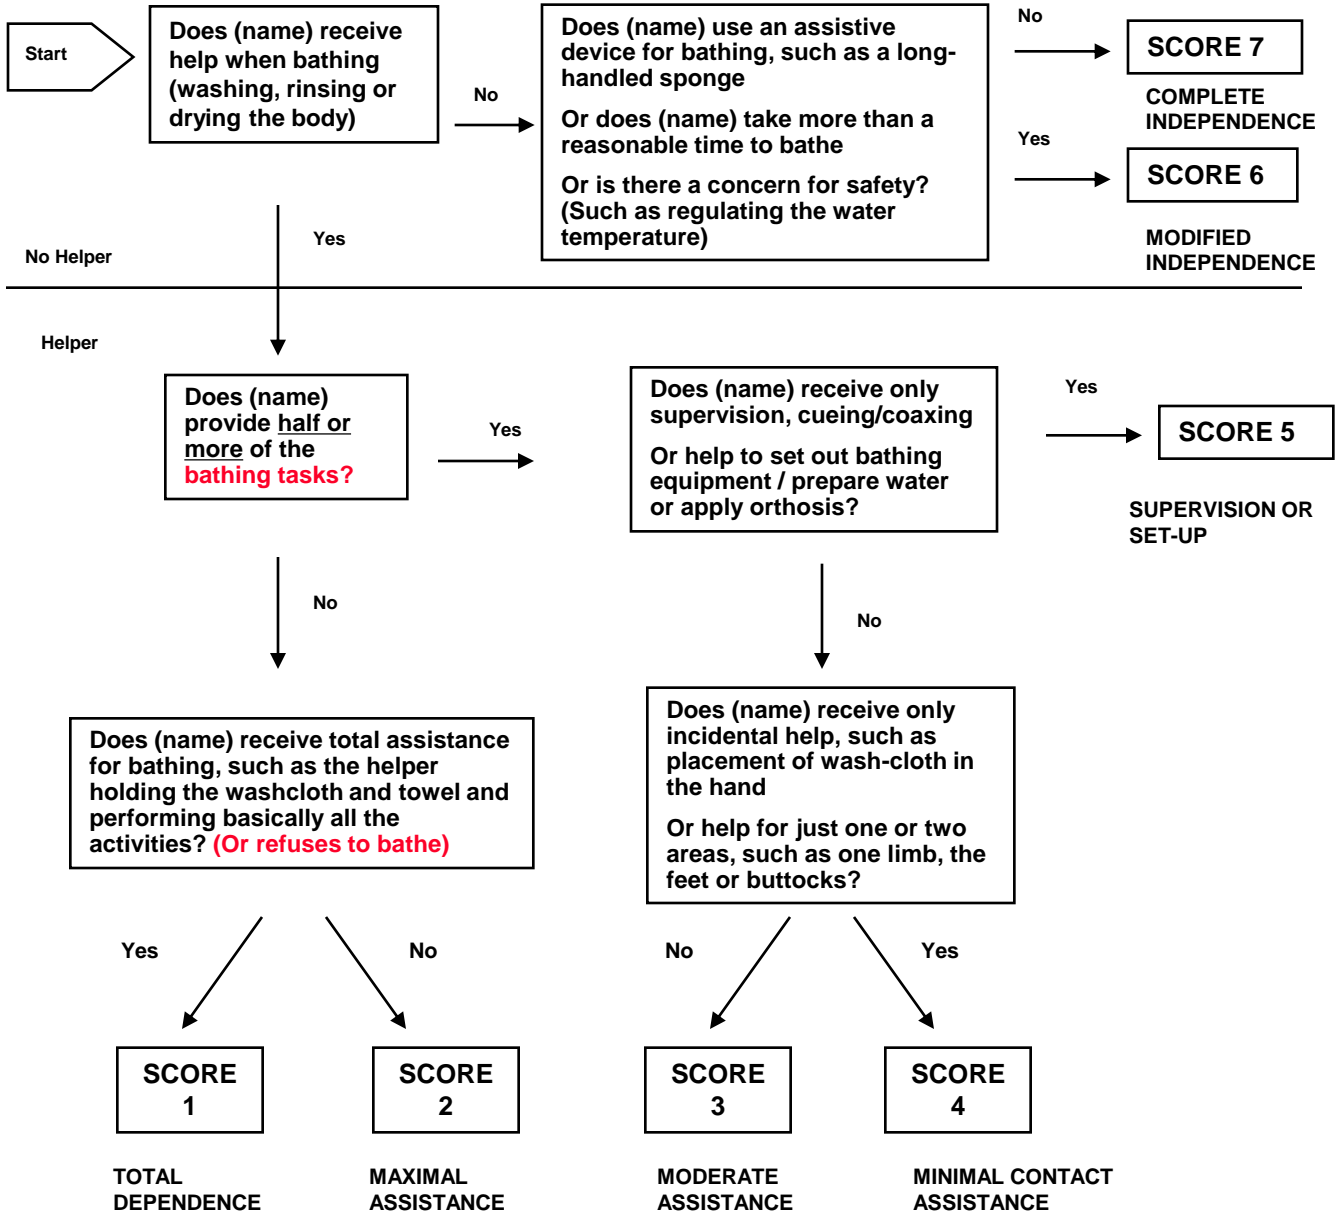 Start
Does (name) receive
help when bathing
(washing, rinsing or
drying the body)
No
Does (name) use an assistive
device for bathing, such as a long-
handled sponge
Or does (name) take more than a
reasonable time to bathe
Or is there a concern for safety?
(Such as regulating the water
temperature)
No
SCORE 7
COMPLETE
INDEPENDENCE
Yes
SCORE 6
MODIFIED
INDEPENDENCE
Yes
No Helper
Helper
Does (name)
provide half or
more of the
bathing tasks?
Yes
Does (name) receive only
supervision, cueing/coaxing
Or help to set out bathing
equipment / prepare water
or apply orthosis?
Yes
SCORE 5
SUPERVISION OR
SET-UP
No
No
Does (name) receive total assistance
for bathing, such as the helper
holding the washcloth and towel and
performing basically all the
activities? (Or refuses to bathe)
Does (name) receive only
incidental help, such as
placement of wash-cloth in
the hand
Or help for just one or two
areas, such as one limb, the
feet or buttocks?
Yes
No
No
Yes
SCORE
1
SCORE
2
SCORE
3
SCORE
4
TOTAL
DEPENDENCE
MAXIMAL
ASSISTANCE
MODERATE
ASSISTANCE
MINIMAL CONTACT
ASSISTANCE